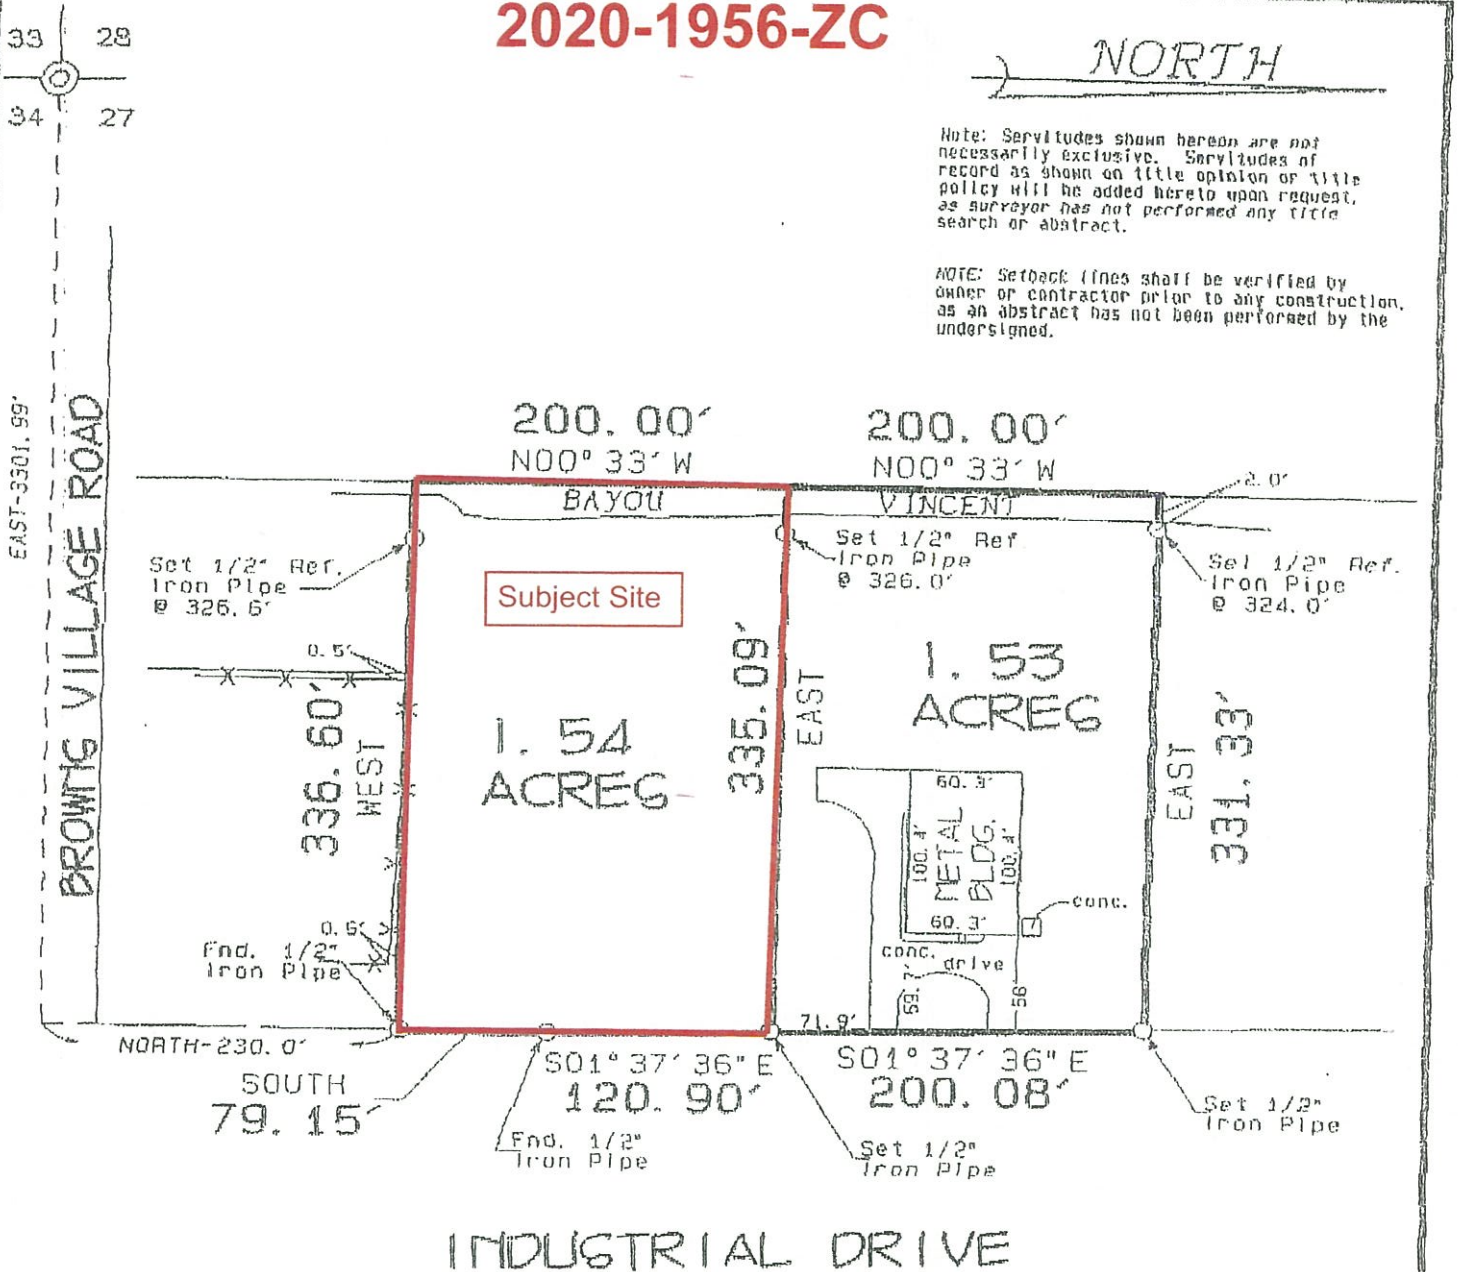 2020-1956-ZC
33 28
34 27
NORTH
Note: Servitudes shown hereon are not
necessarily exclusive. Servitudes of
record as shown on title opinion or title
policy will be added hereto upon request,
as surveyor has not performed any title
search or abstract.
NOTE: Setback lines shall be verified by
owner or contractor prior to any construction,
as an abstract has not been performed by the
undersigned.
EAST-3301.99'
BROWNS VILLAGE ROAD
200.00'
N00° 33' W
200.00'
N00° 33' W
BAYOU
VINCENT
2.0'
Set 1/2" Ref.
Iron Pipe
@ 326.6'
Set 1/2" Ref
Iron Pipe
@ 326.0'
Set 1/2" Ref.
Iron Pipe
@ 324.0'
Subject Site
0.5'
336.60'
WEST
1.54
ACRES
335.09'
EAST
1.53
ACRES
EAST
331.33'
60.3'
100.4'
METAL
BLDG.
100.4'
60.3'
conc.
conc.
drive
59.7'
56
71.9'
0.5'
Fnd. 1/2"
Iron Pipe
NORTH-230.0'
SOUTH
79.15'
S01° 37' 36" E
120.90'
S01° 37' 36" E
200.08'
Fnd. 1/2"
Iron Pipe
Set 1/2"
Iron Pipe
Set 1/2"
Iron Pipe
INDUSTRIAL DRIVE